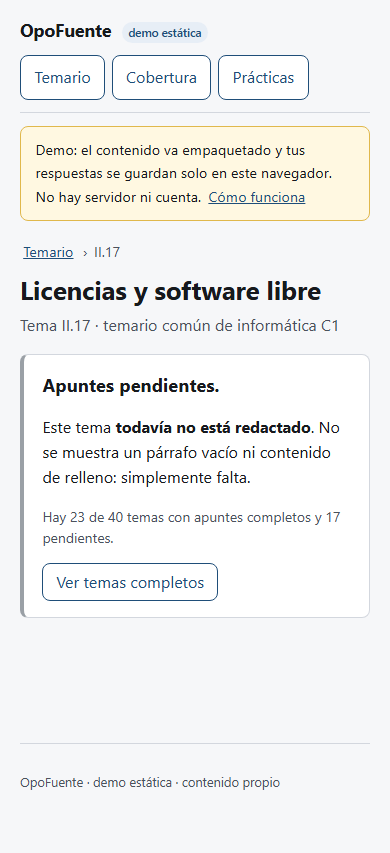 OpoFuente demo estática
Temario Cobertura Prácticas
Demo: el contenido va empaquetado y tus
respuestas se guardan solo en este navegador.
No hay servidor ni cuenta. Cómo funciona
Temario › II.17
Licencias y software libre
Tema II.17 · temario común de informática C1
Apuntes pendientes.
Este tema todavía no está redactado. No
se muestra un párrafo vacío ni contenido
de relleno: simplemente falta.
Hay 23 de 40 temas con apuntes completos y 17
pendientes.
Ver temas completos
OpoFuente · demo estática · contenido propio